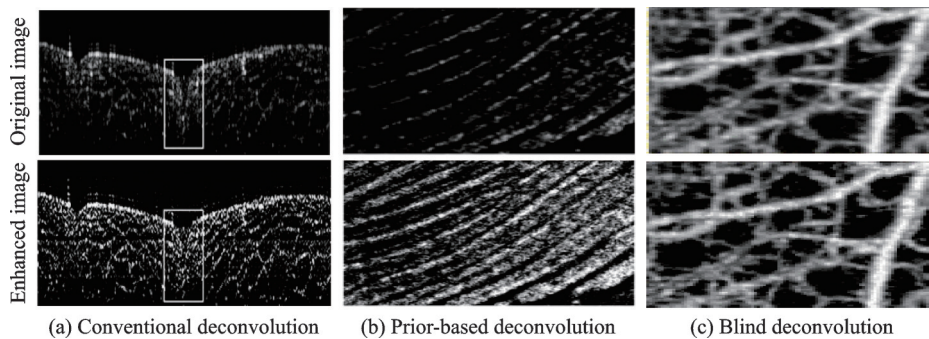 Original image
Enhanced image
(a) Conventional deconvolution
(b) Prior-based deconvolution
(c) Blind deconvolution